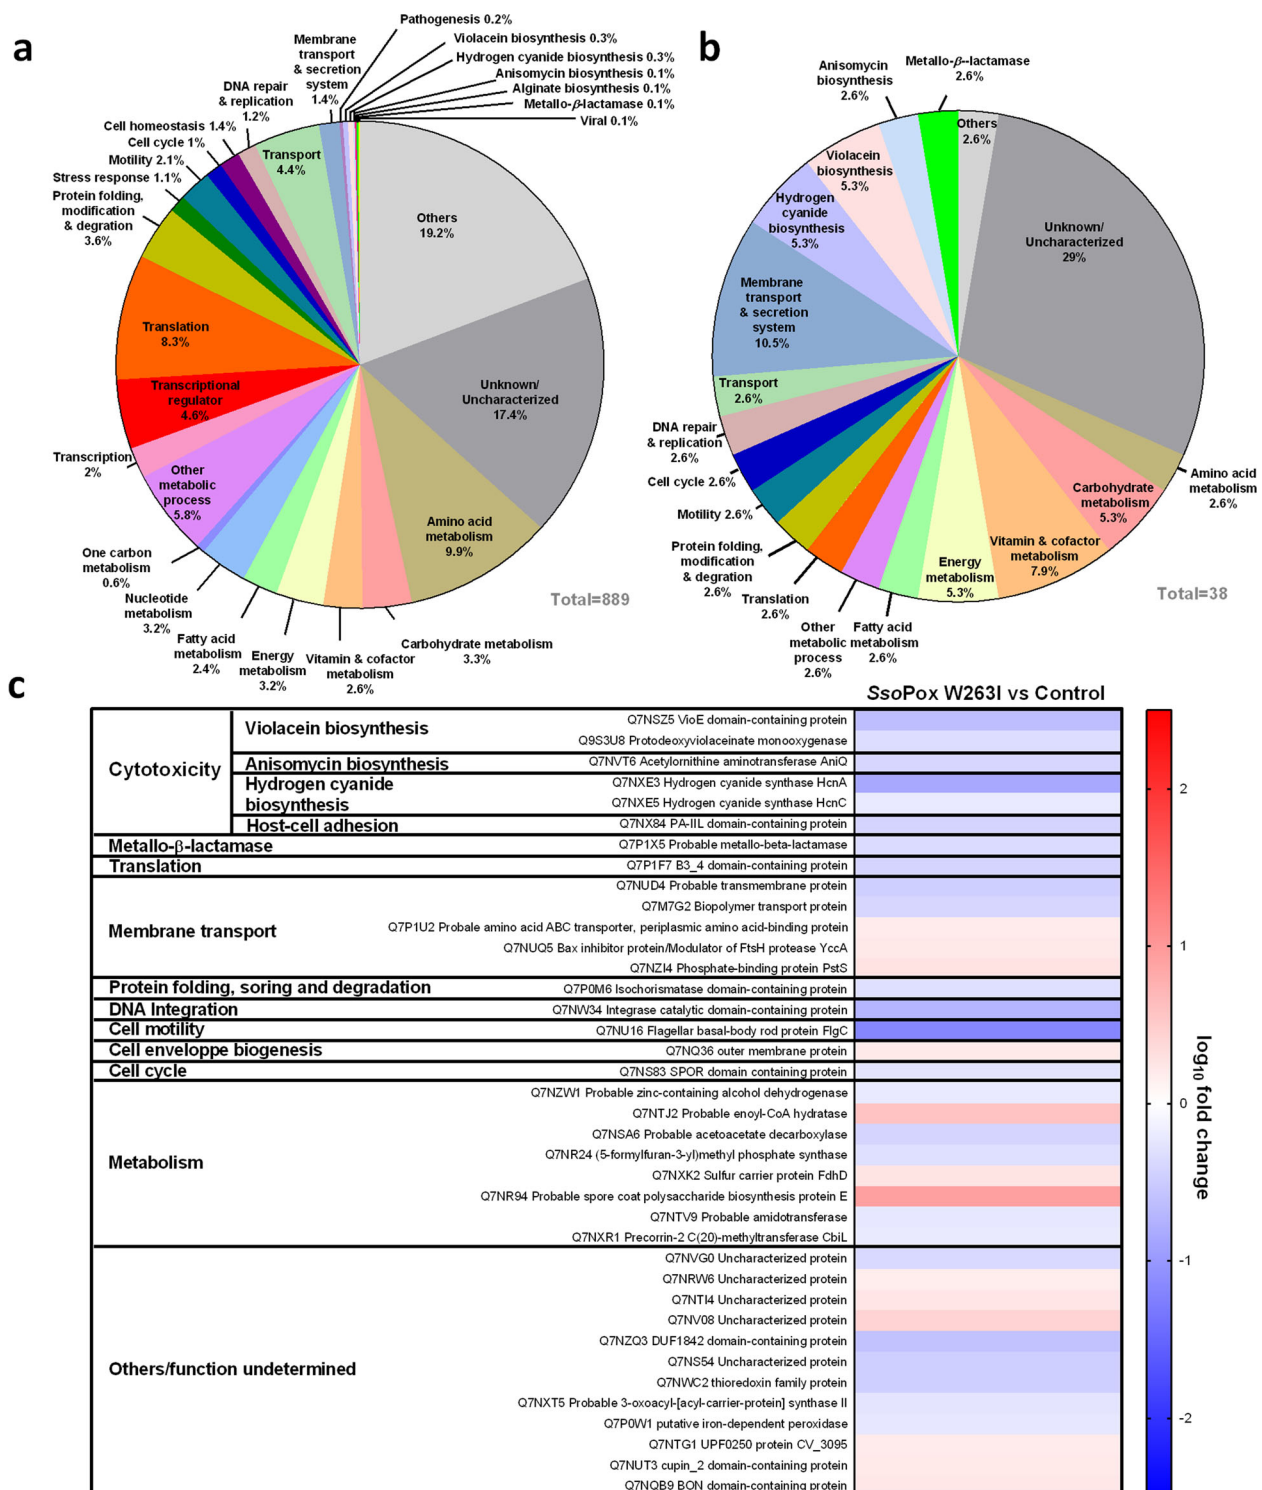 a
Pathogenesis 0.2%
Violacein biosynthesis 0.3%
Hydrogen cyanide biosynthesis 0.3%
Anisomycin biosynthesis 0.1%
Alginate biosynthesis 0.1%
Metallo-β-lactamase 0.1%
Viral 0.1%
Membrane
transport
& secretion
system
1.4%
DNA repair
& replication
1.2%
Cell homeostasis 1.4%
Cell cycle 1%
Motility 2.1%
Stress response 1.1%
Protein folding,
modification
& degration
3.6%
Transport
4.4%
Others
19.2%
Translation
8.3%
Unknown/
Uncharacterized
17.4%
Transcriptional
regulator
4.6%
Transcription
2%
Other
metabolic
process
5.8%
Amino acid
metabolism
9.9%
One carbon
metabolism
0.6%
Nucleotide
metabolism
3.2%
Fatty acid
metabolism
2.4%
Energy
metabolism
3.2%
Vitamin & cofactor
metabolism
2.6%
Carbohydrate metabolism
3.3%
Total=889
b
Anisomycin
biosynthesis
2.6%
Metallo-β--lactamase
2.6%
Others
2.6%
Violacein
biosynthesis
5.3%
Hydrogen
cyanide
biosynthesis
5.3%
Unknown/
Uncharacterized
29%
Membrane
transport
& secretion
system
10.5%
Transport
2.6%
DNA repair
& replication
2.6%
Cell cycle 2.6%
Motility 2.6%
Protein folding,
modification
& degration
2.6%
Translation
2.6%
Other
metabolic
process
2.6%
Fatty acid
metabolism
2.6%
Energy
metabolism
5.3%
Vitamin & cofactor
metabolism
7.9%
Carbohydrate
metabolism
5.3%
Amino acid
metabolism
2.6%
Total=38
c
SsoPox W263I vs Control
Cytotoxicity
Violacein biosynthesis
Q7NSZ5 VioE domain-containing protein
Q9S3U8 Protodeoxyviolaceinate monooxygenase
Anisomycin biosynthesis
Q7NVT6 Acetylornithine aminotransferase AniQ
Hydrogen cyanide
biosynthesis
Q7NXE3 Hydrogen cyanide synthase HcnA
Q7NXE5 Hydrogen cyanide synthase HcnC
Host-cell adhesion
Q7NX84 PA-IIL domain-containing protein
Metallo-β-lactamase
Q7P1X5 Probable metallo-beta-lactamase
Translation
Q7P1F7 B3_4 domain-containing protein
Membrane transport
Q7NUD4 Probable transmembrane protein
Q7M7G2 Biopolymer transport protein
Q7P1U2 Probale amino acid ABC transporter, periplasmic amino acid-binding protein
Q7NUQ5 Bax inhibitor protein/Modulator of FtsH protease YccA
Q7NZI4 Phosphate-binding protein PstS
Protein folding, soring and degradation
Q7P0M6 Isochorismatase domain-containing protein
DNA Integration
Q7NW34 Integrase catalytic domain-containing protein
Cell motility
Q7NU16 Flagellar basal-body rod protein FlgC
Cell enveloppe biogenesis
Q7NQ36 outer membrane protein
Cell cycle
Q7NS83 SPOR domain containing protein
Metabolism
Q7NZW1 Probable zinc-containing alcohol dehydrogenase
Q7NTJ2 Probable enoyl-CoA hydratase
Q7NSA6 Probable acetoacetate decarboxylase
Q7NR24 (5-formylfuran-3-yl)methyl phosphate synthase
Q7NXK2 Sulfur carrier protein FdhD
Q7NR94 Probable spore coat polysaccharide biosynthesis protein E
Q7NTV9 Probable amidotransferase
Q7NXR1 Precorrin-2 C(20)-methyltransferase CbiL
Others/function undetermined
Q7NVG0 Uncharacterized protein
Q7NRW6 Uncharacterized protein
Q7NTI4 Uncharacterized protein
Q7NV08 Uncharacterized protein
Q7NZQ3 DUF1842 domain-containing protein
Q7NS54 Uncharacterized protein
Q7NWC2 thioredoxin family protein
Q7NXT5 Probable 3-oxoacyl-[acyl-carrier-protein] synthase II
Q7P0W1 putative iron-dependent peroxidase
Q7NTG1 UPF0250 protein CV_3095
Q7NUT3 cupin_2 domain-containing protein
Q7NQB9 BON domain-containing protein
2
1
0
-1
-2
log10 fold change